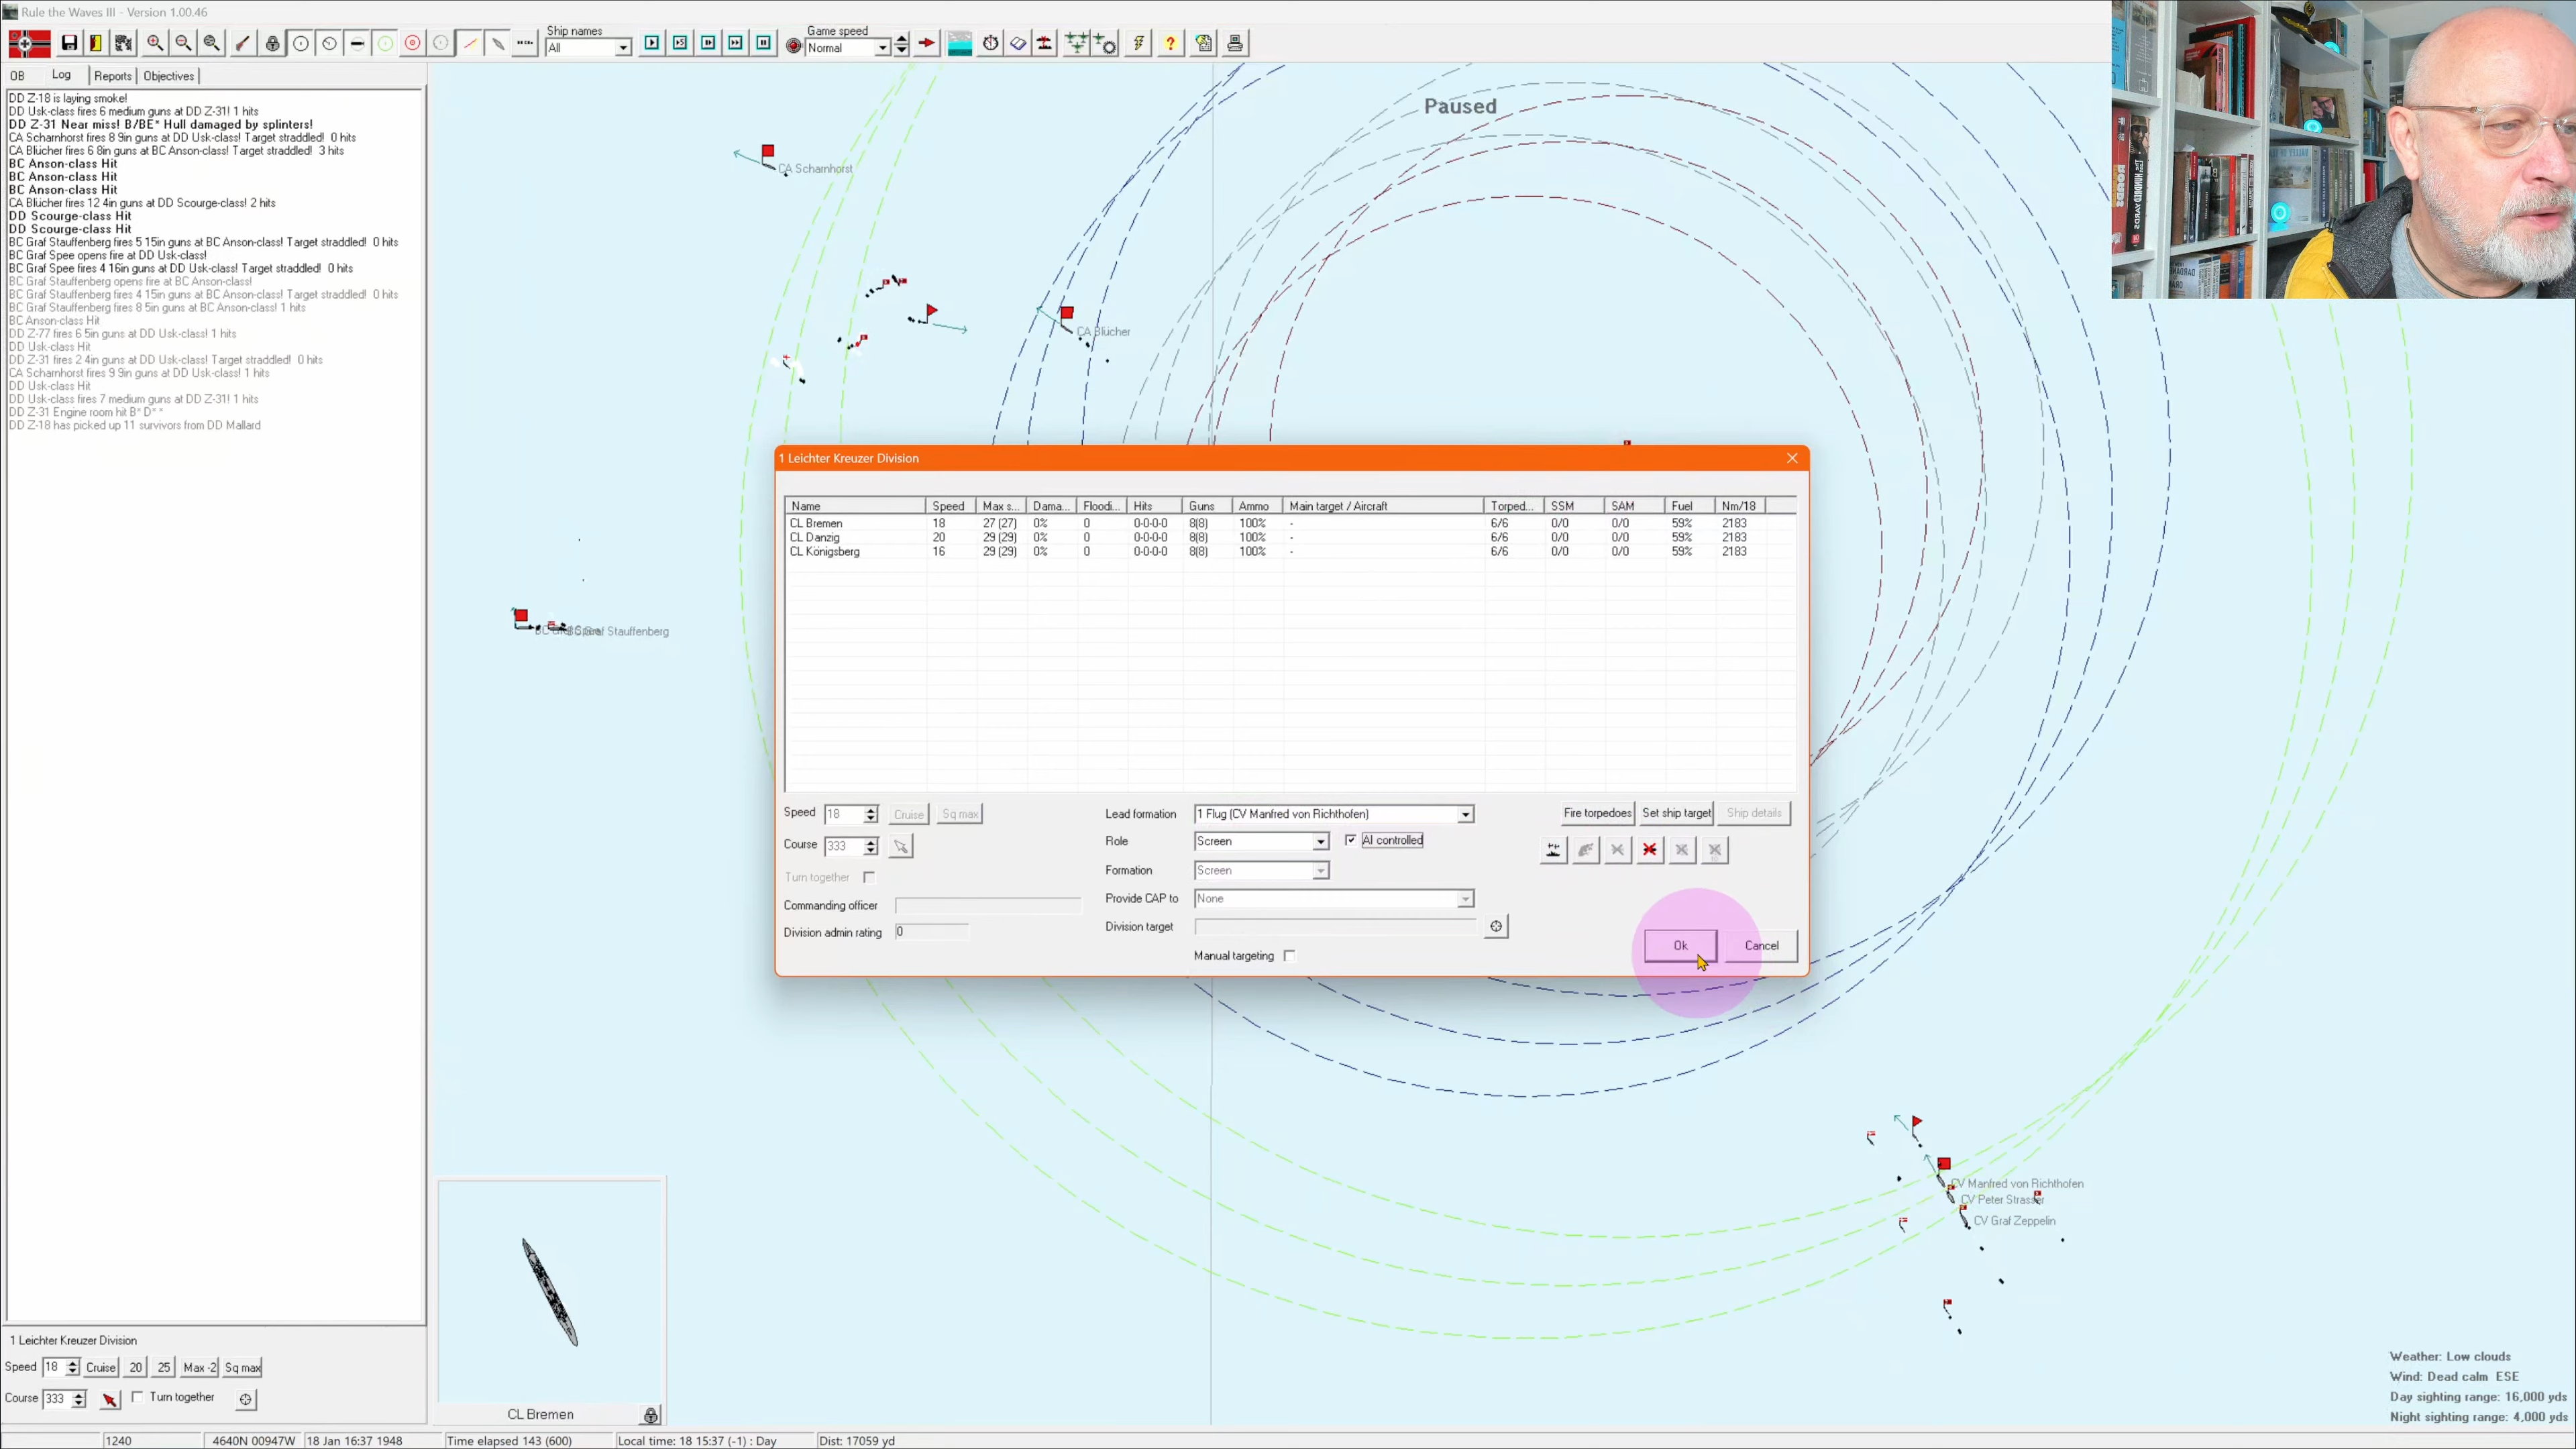 Rule the Waves III - Version 1.00.46
Ship names
All
Game speed
Normal
OB Log Reports Objectives
DD Z-18 is laying smoke!
DD Usk-class fires 6 medium guns at DD Z-31! 1 hits
DD Z-31 Near miss! B/BE* Hull damaged by splinters!
CA Scharnhorst fires 8 9in guns at DD Usk-class! Target straddled! 0 hits
CA Blücher fires 6 8in guns at BC Anson-class! Target straddled! 3 hits
BC Anson-class Hit
BC Anson-class Hit
BC Anson-class Hit
CA Blücher fires 12 4in guns at DD Scourge-class! 2 hits
DD Scourge-class Hit
DD Scourge-class Hit
BC Graf Stauffenberg fires 5 15in guns at BC Anson-class! Target straddled! 0 hits
BC Graf Spee opens fire at DD Usk-class!
BC Graf Spee fires 4 16in guns at DD Usk-class! Target straddled! 0 hits
BC Graf Stauffenberg opens fire at BC Anson-class!
BC Graf Stauffenberg fires 4 15in guns at BC Anson-class! Target straddled! 0 hits
BC Graf Stauffenberg fires 8 5in guns at BC Anson-class! 1 hits
BC Anson-class Hit
DD Z-77 fires 6 5in guns at DD Usk-class! 1 hits
DD Usk-class Hit
DD Z-31 fires 2 4in guns at DD Usk-class! Target straddled! 0 hits
CA Scharnhorst fires 9 9in guns at DD Usk-class! 1 hits
DD Usk-class Hit
DD Usk-class fires 7 medium guns at DD Z-31! 1 hits
DD Z-31 Engine room hit B* D**
DD Z-18 has picked up 11 survivors from DD Mallard
Paused
CA Scharnhorst
CA Blücher
BC Graf Stauffenberg
1 Leichter Kreuzer Division
Name Speed Max s... Dama... Floodi... Hits Guns Ammo Main target / Aircraft Torped... SSM SAM Fuel Nm/18
CL Bremen 18 27 (27) 0% 0 0-0-0-0 8(8) 100% - 6/6 0/0 0/0 59% 2183
CL Danzig 20 29 (29) 0% 0 0-0-0-0 8(8) 100% - 6/6 0/0 0/0 59% 2183
CL Königsberg 16 29 (29) 0% 0 0-0-0-0 8(8) 100% - 6/6 0/0 0/0 59% 2183
Speed 18 Cruise Sq max Lead formation 1 Flug (CV Manfred von Richthofen) Fire torpedoes Set ship target Ship details
Course 333 Role Screen AI controlled
Turn together Formation Screen
Commanding officer Provide CAP to None
Division admin rating 0 Division target
Manual targeting Ok Cancel
CV Manfred von Richthofen
CV Peter Strasser
CV Graf Zeppelin
CL Bremen
1 Leichter Kreuzer Division
Speed 18 Cruise 20 25 Max -2 Sq max
Course 333 Turn together
Weather: Low clouds
Wind: Dead calm ESE
Day sighting range: 16,000 yds
Night sighting range: 4,000 yds
1240 4640N 00947W 18 Jan 16:37 1948 Time elapsed 143 (600) Local time: 18 15:37 (-1) : Day Dist: 17059 yd